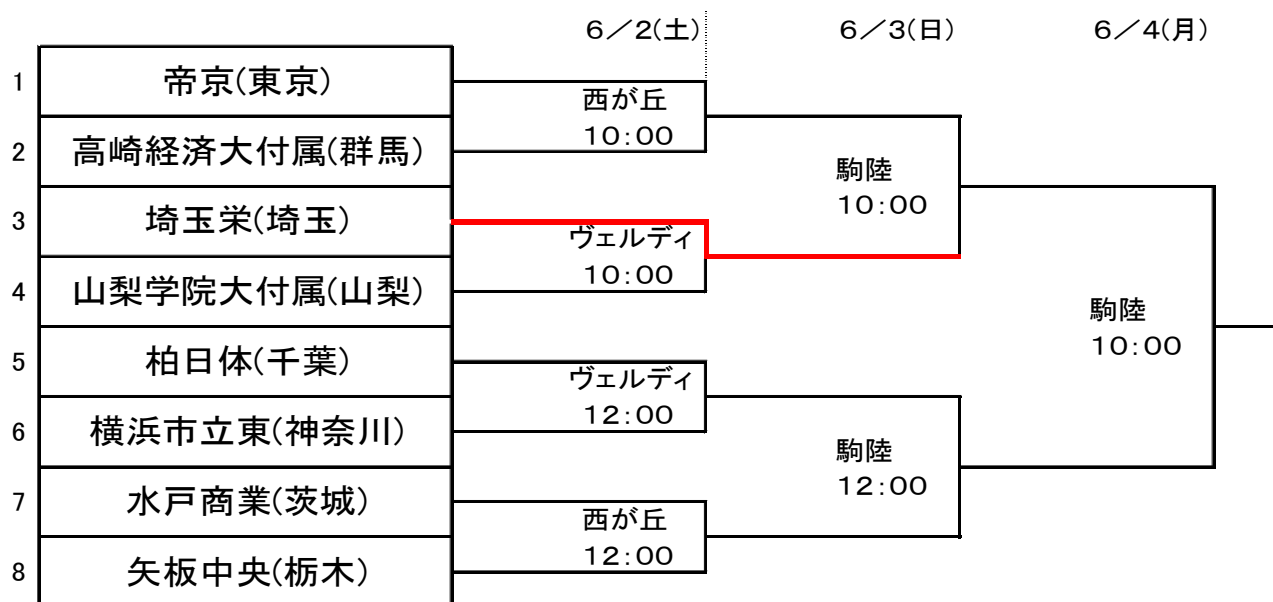 ６／２(土)
６／３(日)
６／４(月)
1
帝京(東京)
西が丘
１０：００
2
高崎経済大付属(群馬)
駒陸
１０：００
3
埼玉栄(埼玉)
ヴェルディ
１０：００
4
山梨学院大付属(山梨)
駒陸
１０：００
5
柏日体(千葉)
ヴェルディ
１２：００
6
横浜市立東(神奈川)
駒陸
１２：００
7
水戸商業(茨城)
西が丘
１２：００
8
矢板中央(栃木)